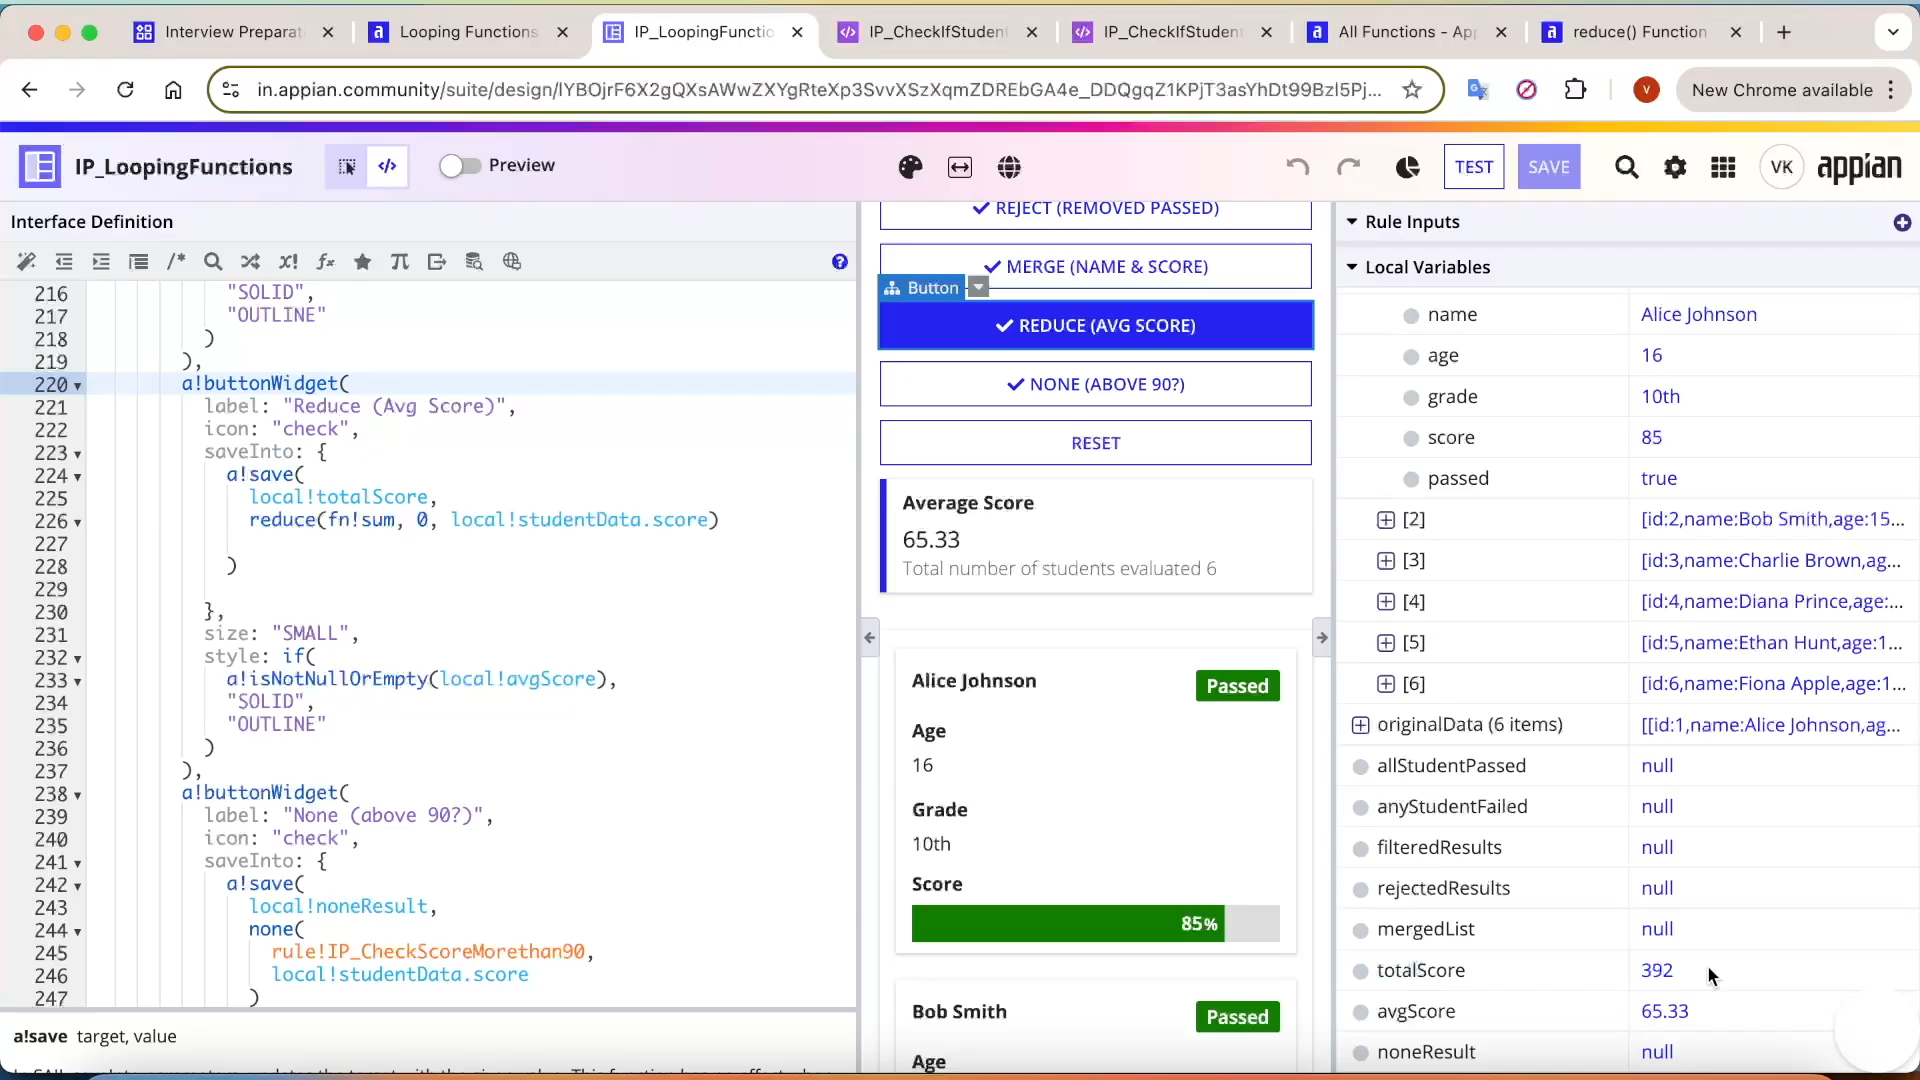 Interview Preparat
Looping Functions
IP_LoopingFunctio
IP_CheckIfStuden
IP_CheckIfStuden
All Functions - App
reduce() Function
in.appian.community/suite/design/lYBOjrF6X2gQXsAWwZXYgRteXp3SvvXSzXqmZDREbGA4e_DDQgqZ1KPjT3asYhDt99BzI5Pj...
V
New Chrome available
IP_LoopingFunctions
Preview
TEST
SAVE
VK
appian
Interface Definition
216 "SOLID",
217 "OUTLINE"
218 )
219 ),
220 a!buttonWidget(
221 label: "Reduce (Avg Score)",
222 icon: "check",
223 saveInto: {
224 a!save(
225 local!totalScore,
226 reduce(fn!sum, 0, local!studentData.score)
227
228 )
229
230 },
231 size: "SMALL",
232 style: if(
233 a!isNotNullOrEmpty(local!avgScore),
234 "SOLID",
235 "OUTLINE"
236 )
237 ),
238 a!buttonWidget(
239 label: "None (above 90?)",
240 icon: "check",
241 saveInto: {
242 a!save(
243 local!noneResult,
244 none(
245 rule!IP_CheckScoreMorethan90,
246 local!studentData.score
247 )
a!save target, value
REJECT (REMOVED PASSED)
MERGE (NAME & SCORE)
Button
REDUCE (AVG SCORE)
NONE (ABOVE 90?)
RESET
Average Score
65.33
Total number of students evaluated 6
Alice Johnson
Passed
Age
16
Grade
10th
Score
85%
Bob Smith
Passed
Age
Rule Inputs
Local Variables
name Alice Johnson
age 16
grade 10th
score 85
passed true
[2] [id:2,name:Bob Smith,age:15...
[3] [id:3,name:Charlie Brown,ag...
[4] [id:4,name:Diana Prince,age:...
[5] [id:5,name:Ethan Hunt,age:1...
[6] [id:6,name:Fiona Apple,age:1...
originalData (6 items) [[id:1,name:Alice Johnson,ag...
allStudentPassed null
anyStudentFailed null
filteredResults null
rejectedResults null
mergedList null
totalScore 392
avgScore 65.33
noneResult null